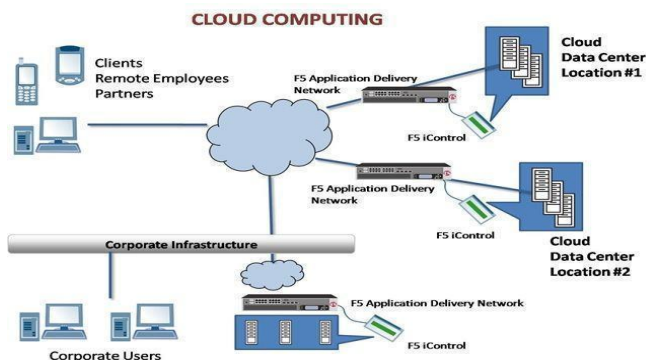 CLOUD COMPUTING
Clients
Remote Employees
Partners
F5 Application Delivery
Network
F5 iControl
Cloud
Data Center
Location #1
F5 Application Delivery
Network
F5 iControl
Cloud
Data Center
Location #2
Corporate Infrastructure
F5 Application Delivery Network
F5 iControl
Corporate Users